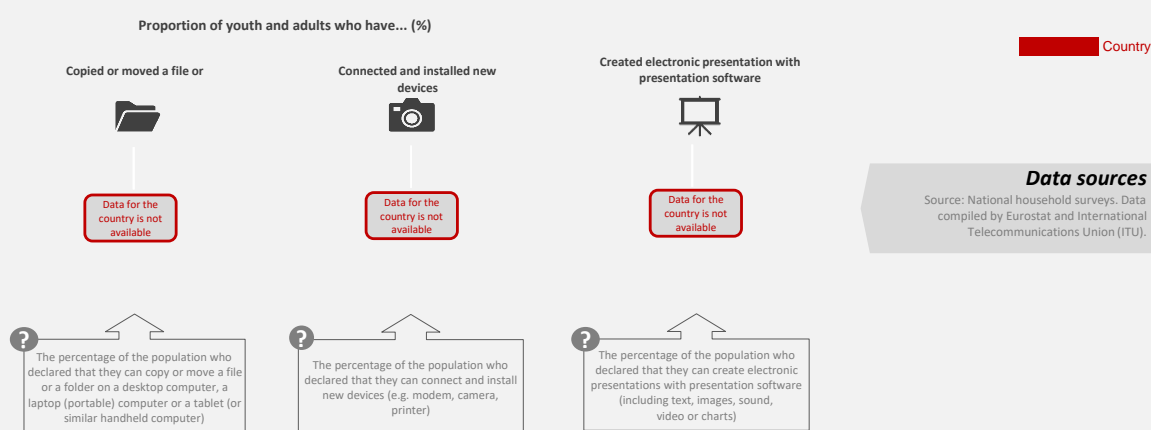 Proportion of youth and adults who have... (%)
Country
Copied or moved a file or
Connected and installed new
devices
Created electronic presentation with
presentation software
Data for the
country is not
available
Data for the
country is not
available
Data for the
country is not
available
Data sources
Source: National household surveys. Data
compiled by Eurostat and International
Telecommunications Union (ITU).
?
The percentage of the population who
declared that they can copy or move a file
or a folder on a desktop computer, a
laptop (portable) computer or a tablet (or
similar handheld computer)
?
The percentage of the population who
declared that they can connect and install
new devices (e.g. modem, camera,
printer)
?
The percentage of the population who
declared that they can create electronic
presentations with presentation software
(including text, images, sound,
video or charts)